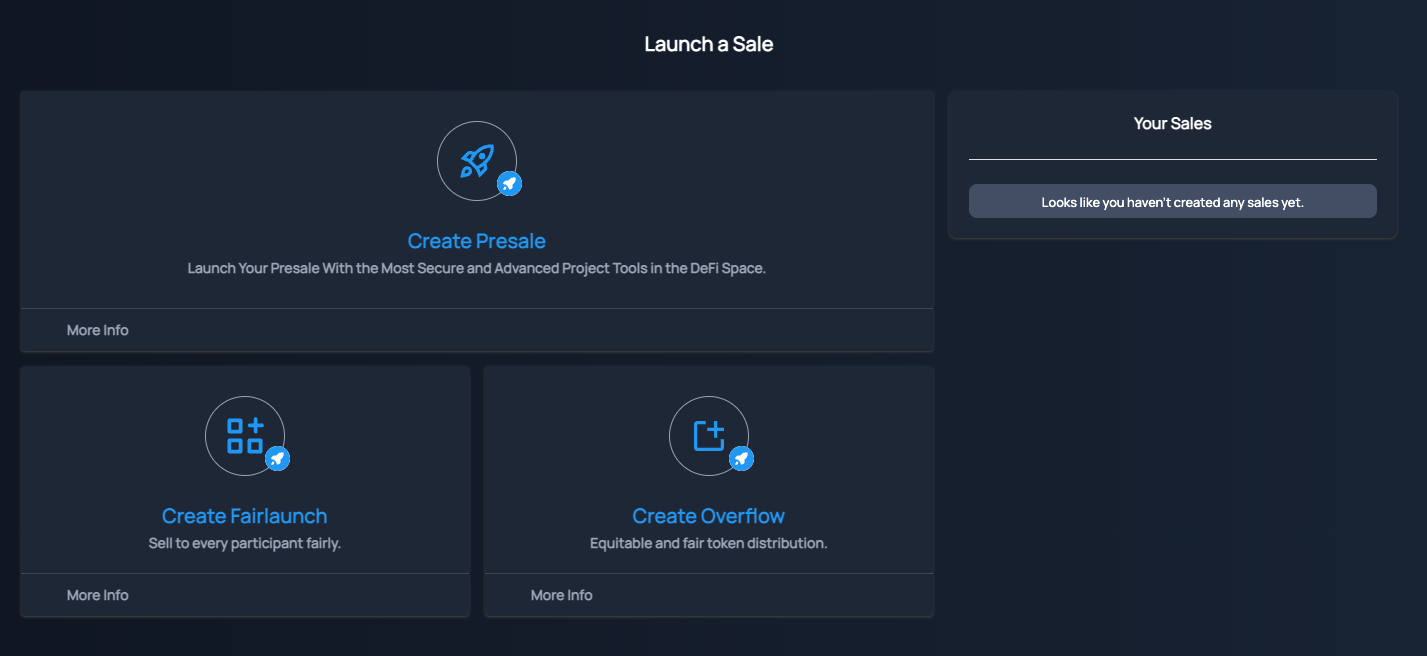 Launch a Sale
Create Presale
Launch Your Presale With the Most Secure and Advanced Project Tools in the DeFi Space.
More Info
Your Sales
Looks like you haven't created any sales yet.
Create Fairlaunch
Sell to every participant fairly.
More Info
Create Overflow
Equitable and fair token distribution.
More Info